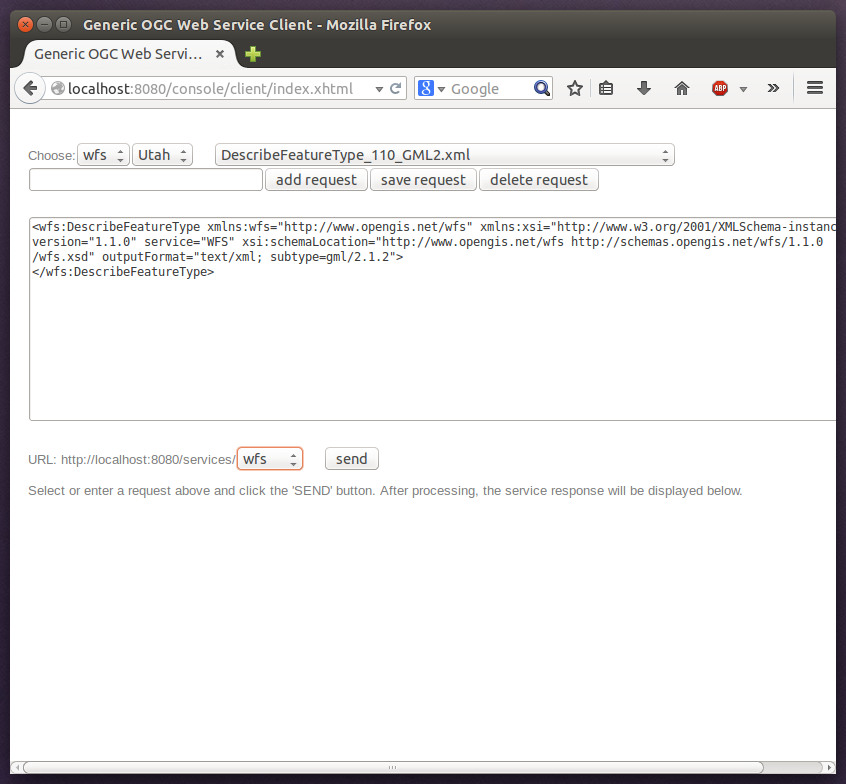 Generic OGC Web Service Client - Mozilla Firefox
Generic OGC Web Servi...
localhost:8080/console/client/index.xhtml
8 Google
ABP
Choose: wfs Utah DescribeFeatureType_110_GML2.xml
add request save request delete request
<wfs:DescribeFeatureType xmlns:wfs="http://www.opengis.net/wfs" xmlns:xsi="http://www.w3.org/2001/XMLSchema-instanc
version="1.1.0" service="WFS" xsi:schemaLocation="http://www.opengis.net/wfs http://schemas.opengis.net/wfs/1.1.0
/wfs.xsd" outputFormat="text/xml; subtype=gml/2.1.2">
</wfs:DescribeFeatureType>
URL: http://localhost:8080/services/ wfs send
Select or enter a request above and click the 'SEND' button. After processing, the service response will be displayed below.